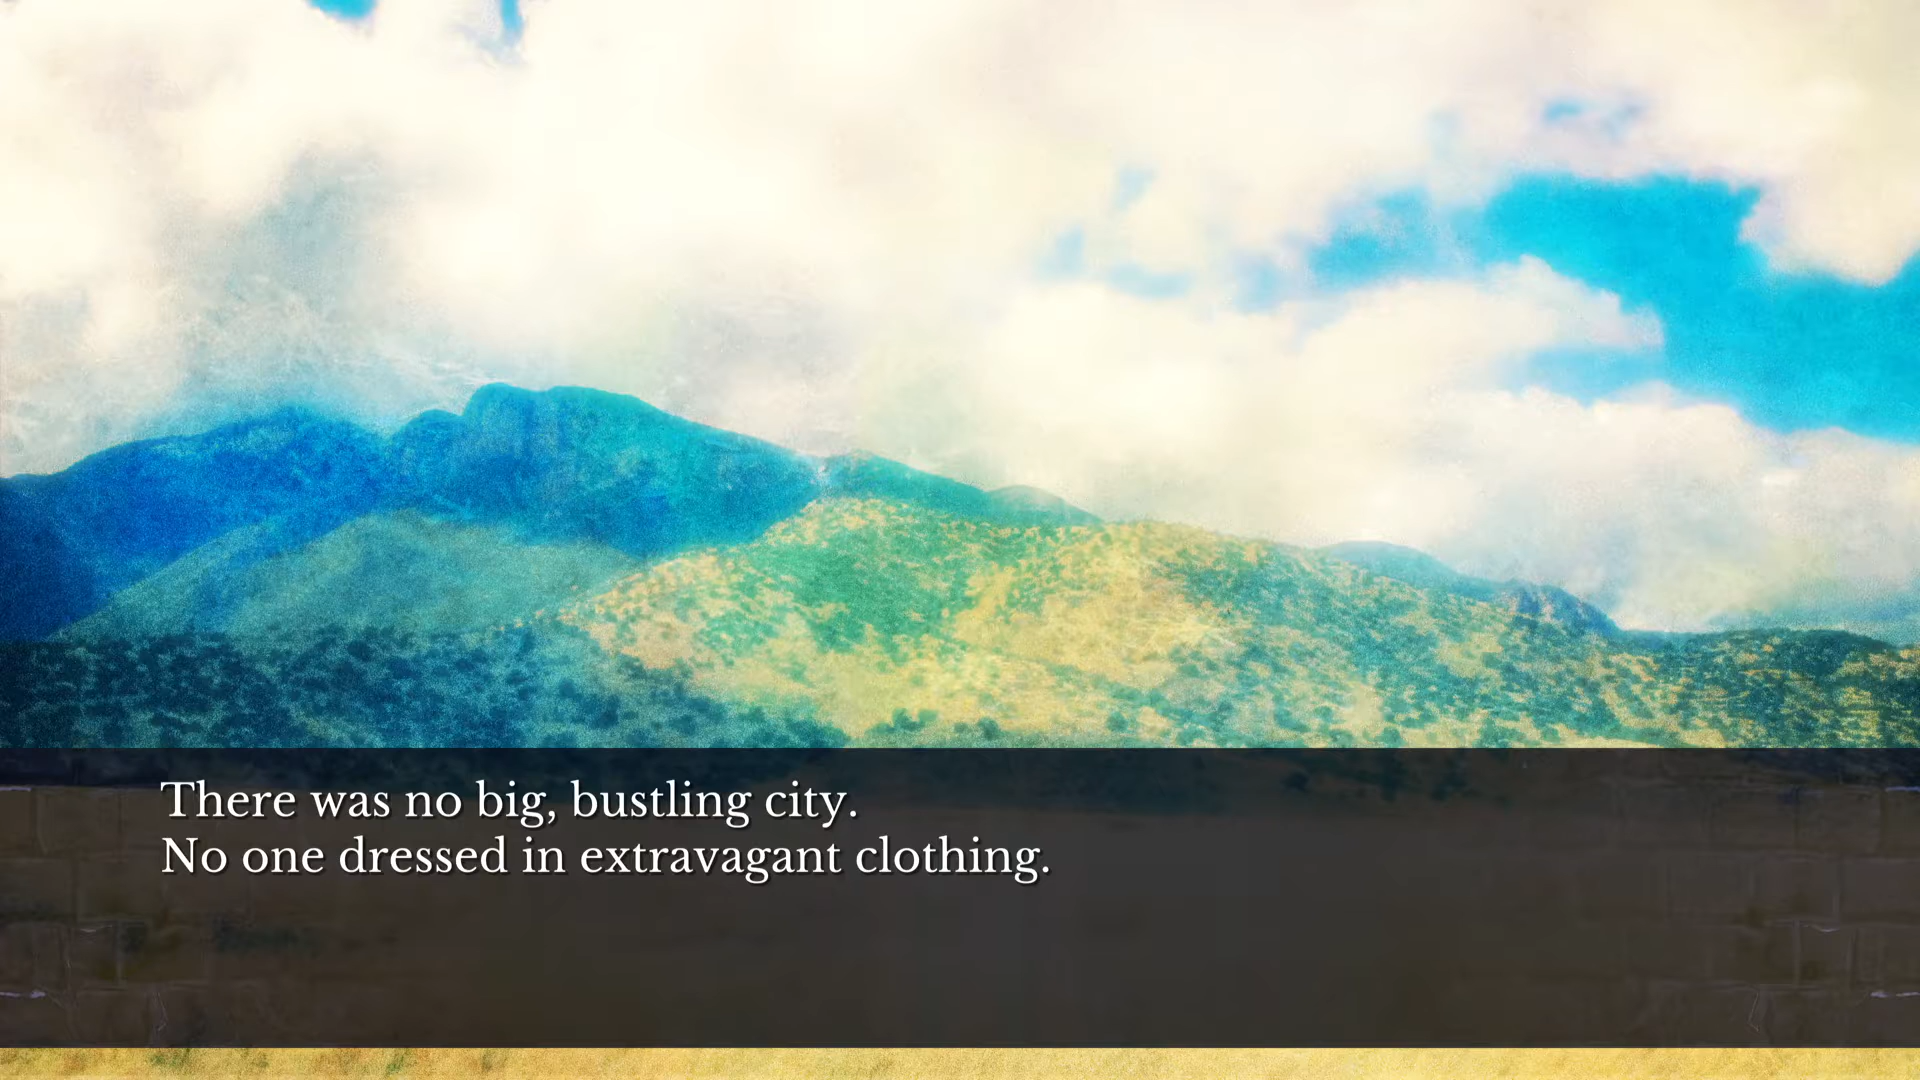 There was no big, bustling city.
No one dressed in extravagant clothing.